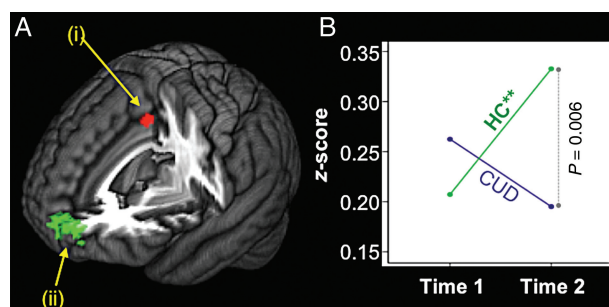 A
(i)
(ii)
B
z-score
0.35
0.30
0.25
0.20
0.15
HC**
CUD
P = 0.006
Time 1
Time 2